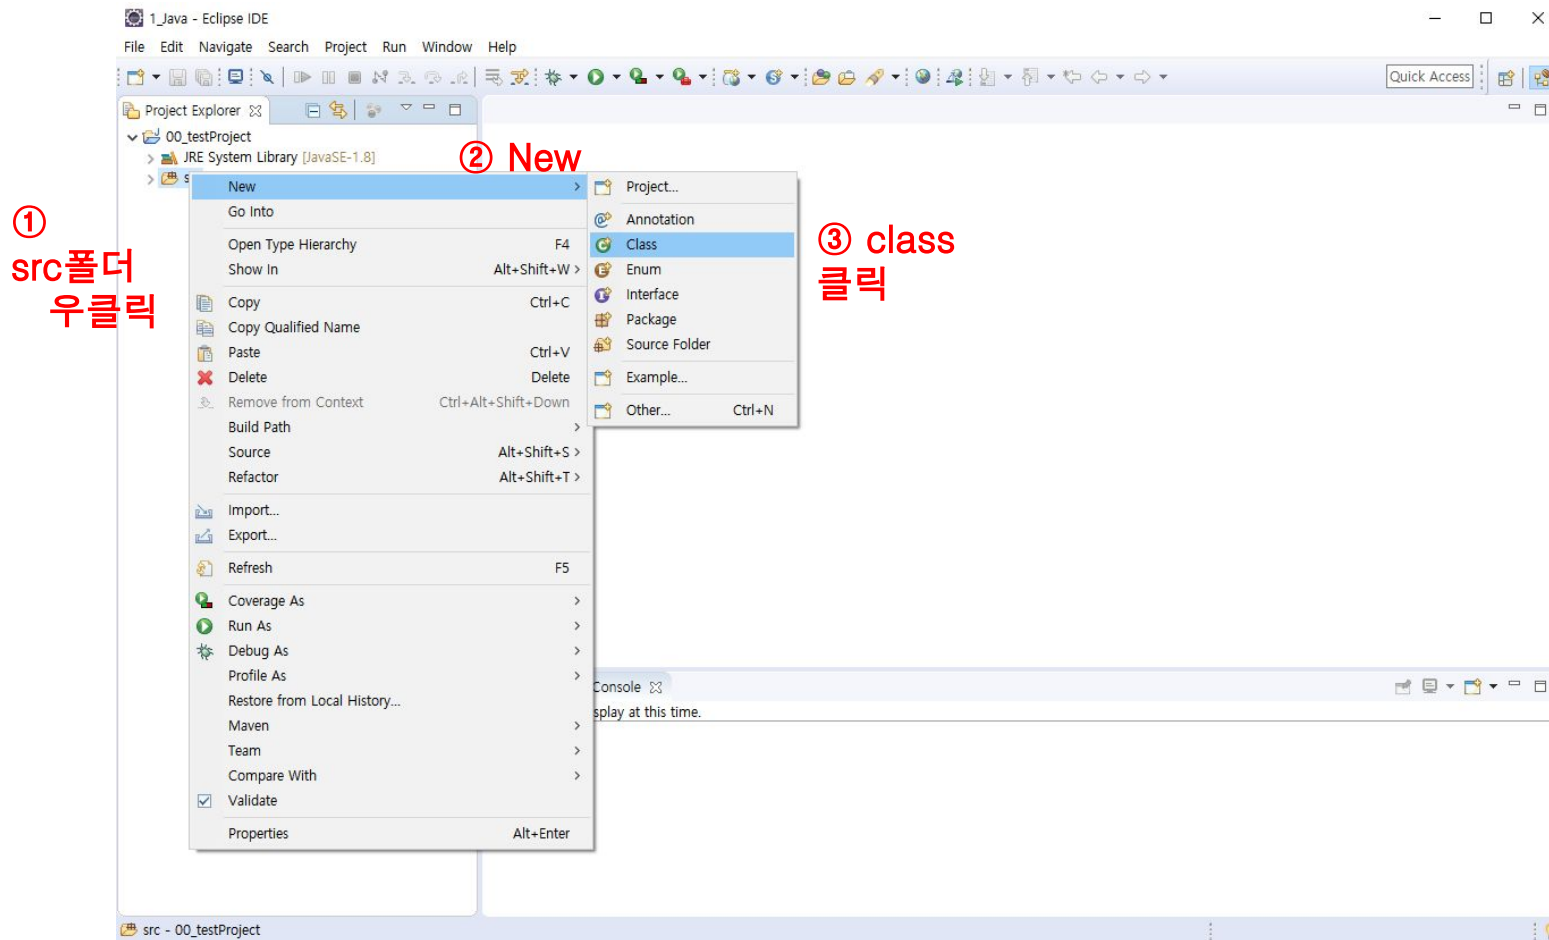 1_Java - Eclipse IDE
File Edit Navigate Search Project Run Window Help
Quick Access
Project Explorer
00_testProject
JRE System Library [JavaSE-1.8]
② New
s
①
src폴더
우클릭
New
Go Into
Open Type Hierarchy F4
Show In Alt+Shift+W >
Copy Ctrl+C
Copy Qualified Name
Paste Ctrl+V
Delete Delete
Remove from Context Ctrl+Alt+Shift+Down
Build Path
Source Alt+Shift+S >
Refactor Alt+Shift+T >
Import...
Export...
Refresh F5
Coverage As
Run As
Debug As
Profile As
Restore from Local History...
Maven
Team
Compare With
Validate
Properties Alt+Enter
Project...
Annotation
Class
Enum
Interface
Package
Source Folder
Example...
Other... Ctrl+N
③ class
클릭
Console
splay at this time.
src - 00_testProject